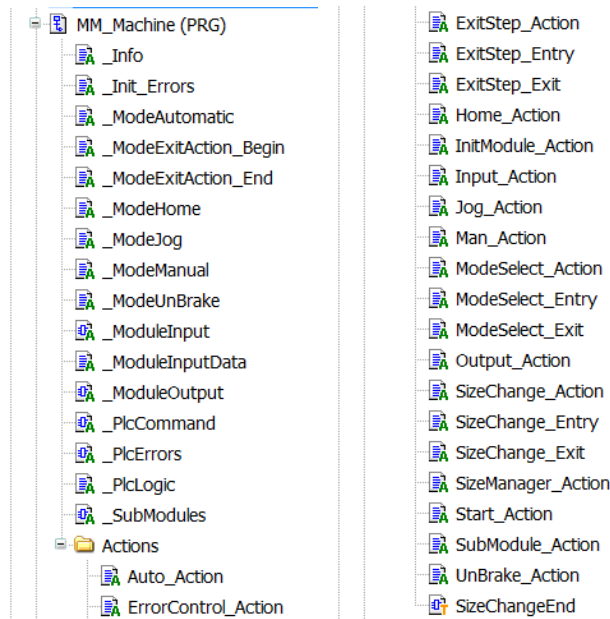 MM_Machine (PRG)
_Info
_Init_Errors
_ModeAutomatic
_ModeExitAction_Begin
_ModeExitAction_End
_ModeHome
_ModeJog
_ModeManual
_ModeUnBrake
_ModuleInput
_ModuleInputData
_ModuleOutput
_PlcCommand
_PlcErrors
_PlcLogic
_SubModules
Actions
Auto_Action
ErrorControl_Action
ExitStep_Action
ExitStep_Entry
ExitStep_Exit
Home_Action
InitModule_Action
Input_Action
Jog_Action
Man_Action
ModeSelect_Action
ModeSelect_Entry
ModeSelect_Exit
Output_Action
SizeChange_Action
SizeChange_Entry
SizeChange_Exit
SizeManager_Action
Start_Action
SubModule_Action
UnBrake_Action
SizeChangeEnd